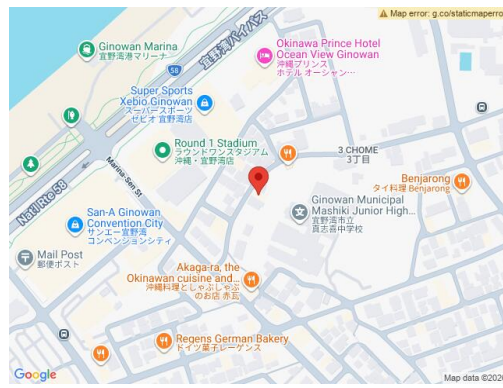 Map error: g.co/staticmaperro
Ginowan Marina
宜野湾港マリーナ
58
宜野湾バイパス
Okinawa Prince Hotel
Ocean View Ginowan
沖縄プリンス
ホテル オーシャン…
Super Sports
Xebio Ginowan
スーパースポーツ
ゼビオ 宜野湾店
Round 1 Stadium
ラウンドワンスタジアム
沖縄・宜野湾店
3 CHOME
3丁目
Marina-Sen St
Benjarong
タイ料理 Benjarong
Nat'l Rte 58
Ginowan Municipal
Mashiki Junior High...
宜野湾市立
真志喜中学校
San-A Ginowan
Convention City
サンエー宜野湾
コンベンションシティ
Mail Post
郵便ポスト
Akaga-ra, the
Okinawan cuisine and...
沖縄料理としゃぶしゃぶ
のお店 赤瓦
Regens German Bakery
ドイツ菓子レーゲンス
Google
Map data ©2025